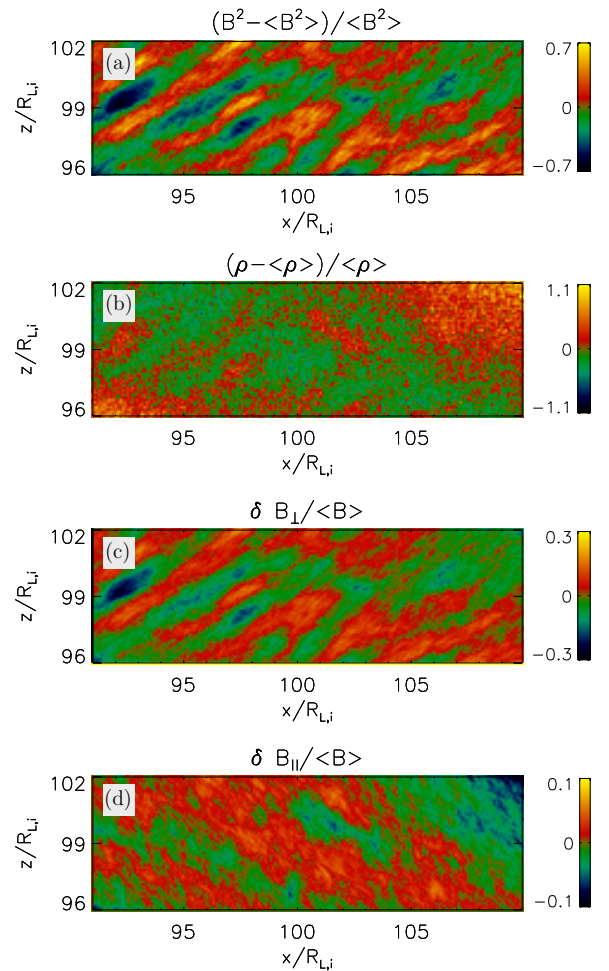 (B²−<B²>)/<B²>
(a)
102
99
96
z/R_L,i
95 100 105
x/R_L,i
0.7
0
−0.7
(ρ−<ρ>)/<ρ>
(b)
102
99
96
z/R_L,i
95 100 105
x/R_L,i
1.1
0
−1.1
δ B_⊥/<B>
(c)
102
99
96
z/R_L,i
95 100 105
x/R_L,i
0.3
0
−0.3
δ B_||/<B>
(d)
102
99
96
z/R_L,i
95 100 105
x/R_L,i
0.1
0
−0.1